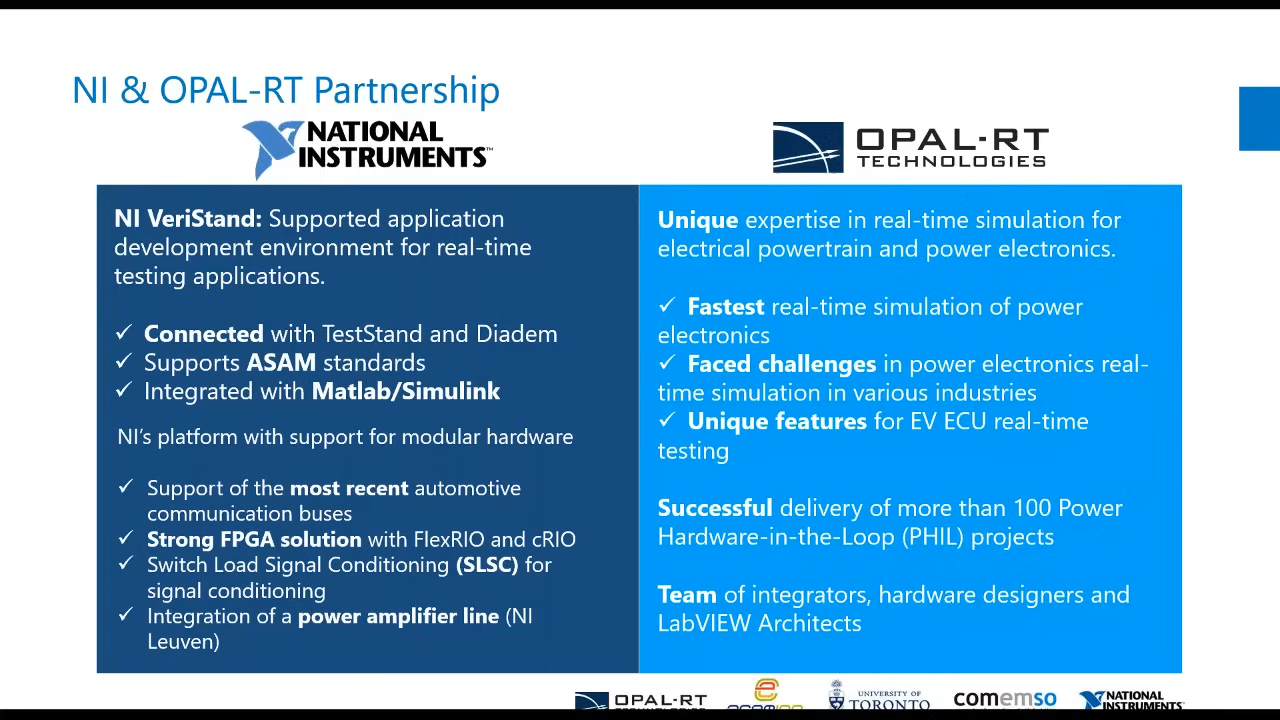 NI & OPAL-RT Partnership
NATIONAL
INSTRUMENTS™
OPAL-RT
TECHNOLOGIES
NI VeriStand: Supported application
development environment for real-time
testing applications.
✓ Connected with TestStand and Diadem
✓ Supports ASAM standards
✓ Integrated with Matlab/Simulink
NI's platform with support for modular hardware
✓ Support of the most recent automotive
communication buses
✓ Strong FPGA solution with FlexRIO and cRIO
✓ Switch Load Signal Conditioning (SLSC) for
signal conditioning
✓ Integration of a power amplifier line (NI
Leuven)
Unique expertise in real-time simulation for
electrical powertrain and power electronics.
✓ Fastest real-time simulation of power
electronics
✓ Faced challenges in power electronics real-
time simulation in various industries
✓ Unique features for EV ECU real-time
testing
Successful delivery of more than 100 Power
Hardware-in-the-Loop (PHIL) projects
Team of integrators, hardware designers and
LabVIEW Architects
OPAL-RT
UNIVERSITY OF
TORONTO
comemso
NATIONAL
INSTRUMENTS